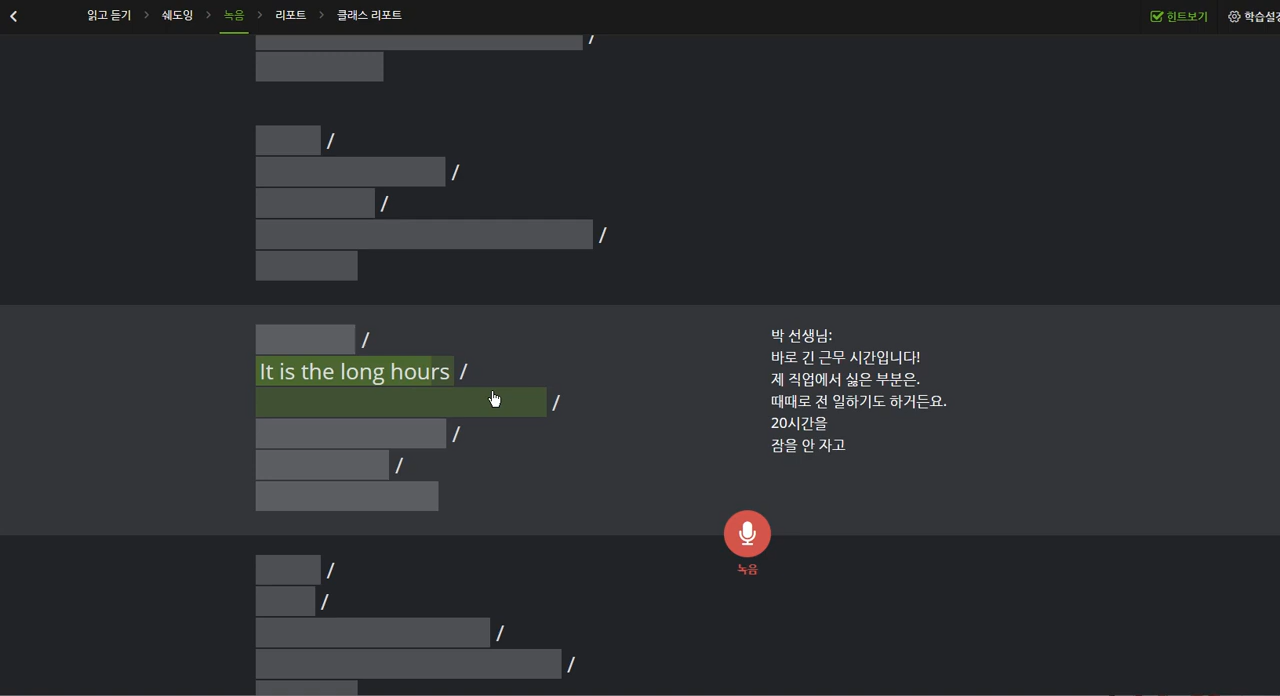 읽고 듣기 > 쉐도잉 > 녹음 > 리포트 > 클래스 리포트
힌트보기
학습설정
/
/
/
/
/
/
It is the long hours /
/
/
/
박 선생님:
바로 긴 근무 시간입니다!
제 직업에서 싫은 부분은.
때때로 전 일하기도 하거든요.
20시간을
잠을 안 자고
녹음
/
/
/
/